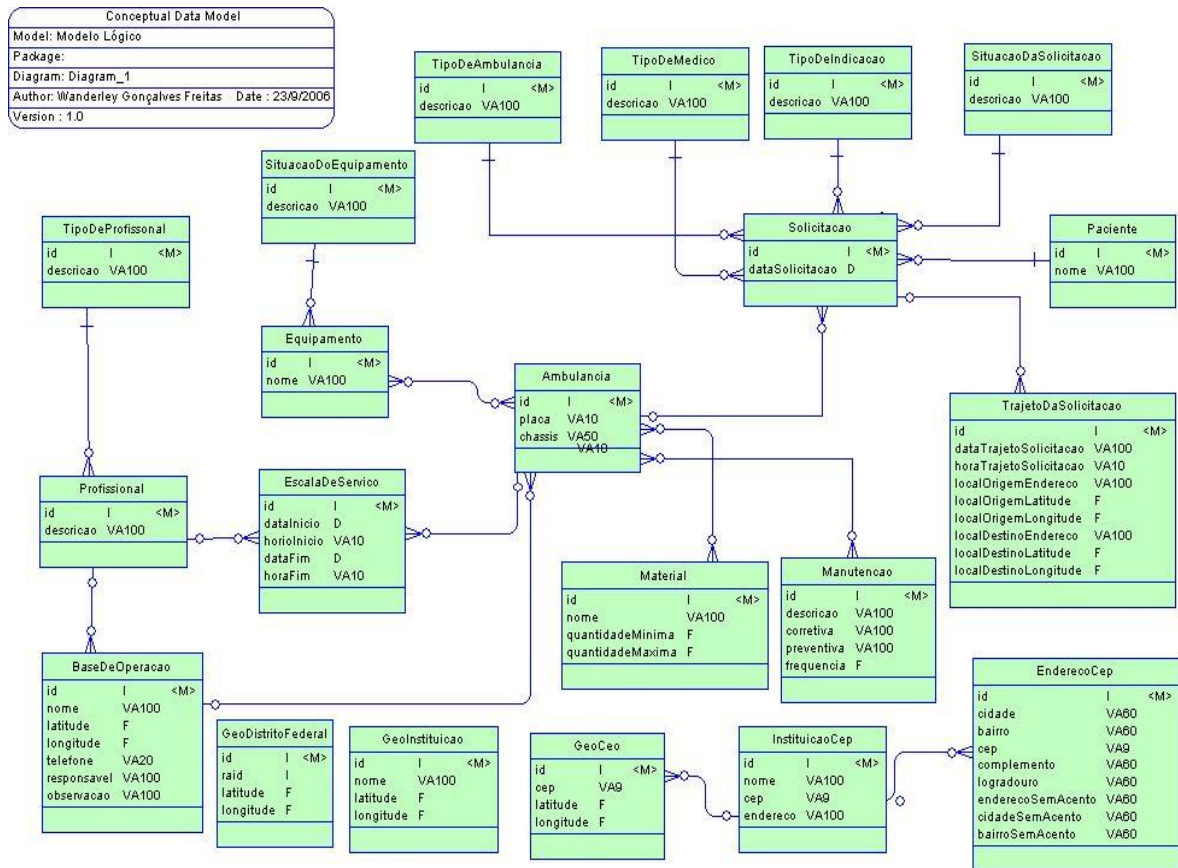 Conceptual Data Model
Model: Modelo Lógico
Package:
Diagram: Diagram_1
Author: Wanderley Gonçalves Freitas Date : 23/9/2006
Version : 1.0
TipoDeAmbulância
id I <M>
descricao VA100
TipoDeMedico
id I <M>
descricao VA100
TipoDeIndicacao
id I <M>
descricao VA100
SituacaoDaSolicitacao
id I <M>
descricao VA100
SituacaoDoEquipamento
id I <M>
descricao VA100
TipoDeProfissonal
id I <M>
descricao VA100
Solicitacao
id I <M>
dataSolicitacao D
Paciente
id I <M>
nome VA100
Equipamento
id I <M>
nome VA100
Ambulancia
id I <M>
placa VA10
chassis VA50
VA10
TrajetoDaSolicitacao
id I <M>
dataTrajetoSolicitacao VA100
horaTrajetoSolicitacao VA10
localOrigemEndereco VA100
localOrigemLatitude F
localOrigemLongitude F
localDestinoEndereco VA100
localDestinoLatitude F
localDestinoLongitude F
Profissional
id I <M>
descricao VA100
EscalaDeServico
id I <M>
dataInicio D
horioInicio VA10
dataFim D
horaFim VA10
Material
id I <M>
nome VA100
quantidadeMinima F
quantidadeMaxima F
Manutencao
id I <M>
descricao VA100
corretiva VA100
preventiva VA100
frequencia F
BaseDeOperacao
id I <M>
nome VA100
latitude F
longitude F
telefone VA20
responsavel VA100
observacao VA100
GeoDistritoFederal
id I <M>
raid I
latitude F
longitude F
GeoInstituicao
id I <M>
nome VA100
latitude F
longitude F
GeoCeo
id I <M>
cep VA9
latitude F
longitude F
InstituicaoCep
id I <M>
nome VA100
cep VA9
endereco VA100
EnderecoCep
id I <M>
cidade VA60
bairro VA60
cep VA9
complemento VA60
logradouro VA60
enderecoSemAcento VA60
cidadeSemAcento VA60
bairroSemAcento VA60